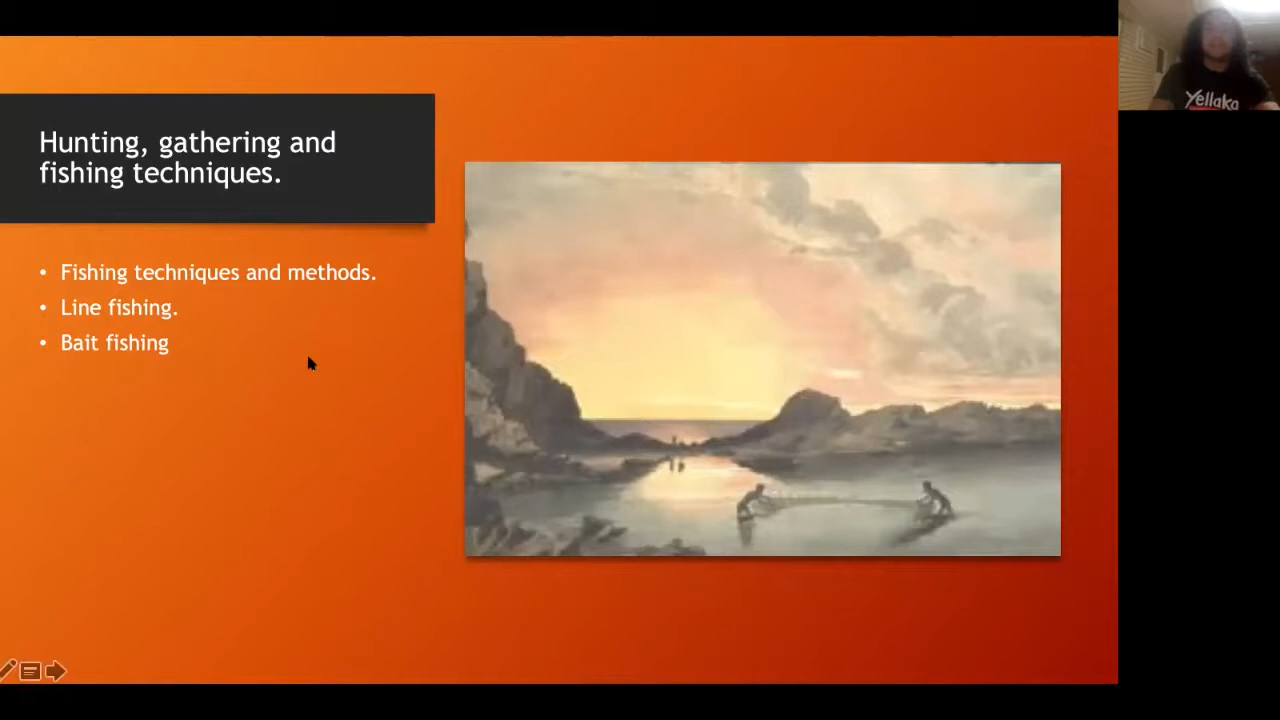 Hunting, gathering and
fishing techniques.
• Fishing techniques and methods.
• Line fishing.
• Bait fishing
Yellaka